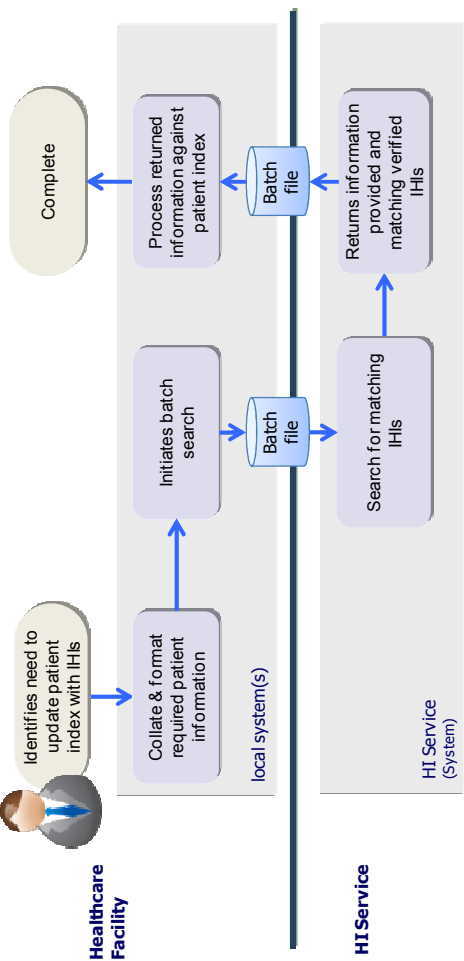 Healthcare
Facility
Identifies need to
update patient
index with IHIs
Collate & format
required patient
information
local system(s)
Initiates batch
search
Batch
file
Search for matching
IHIs
Returns information
provided and
matching verified
IHIs
Batch
file
Process returned
information against
patient index
Complete
HI Service
HI Service
(System)